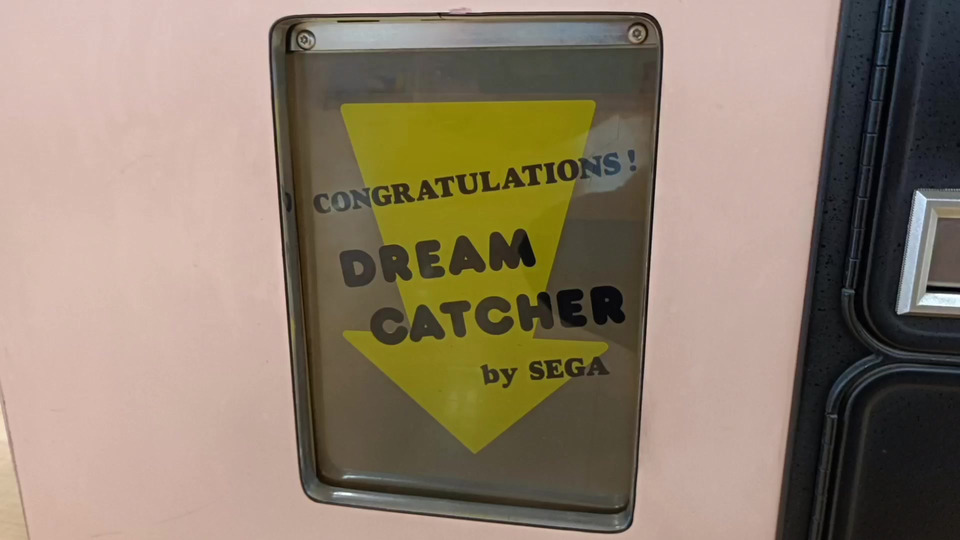 CONGRATULATIONS!
DREAM
CATCHER
by SEGA